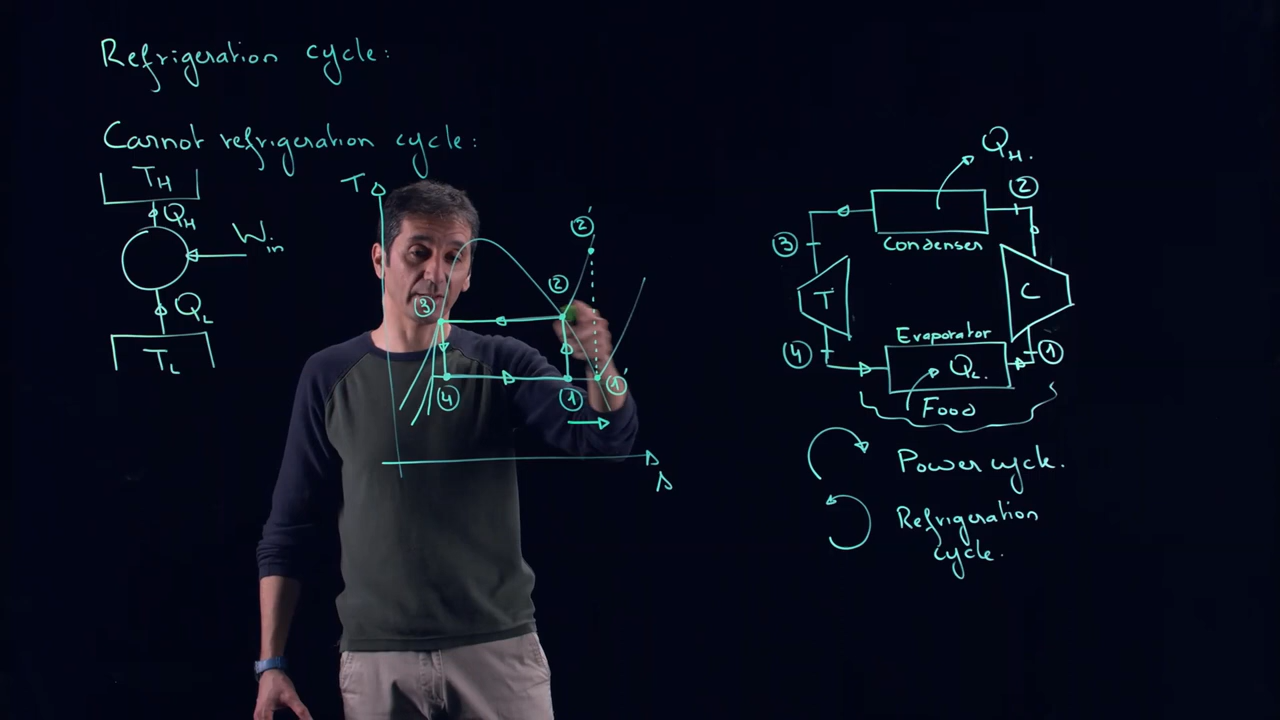 Refrigeration cycle:
Carnot refrigeration cycle:
T_H
Q_H
W_in
Q_L
T_L
T
2'
2
3
4
1
1'
s
Q_H.
2
3
Condenser
T
C
Evaporator
4
1
Q_L.
Food
Power cycle.
Refrigeration
cycle.